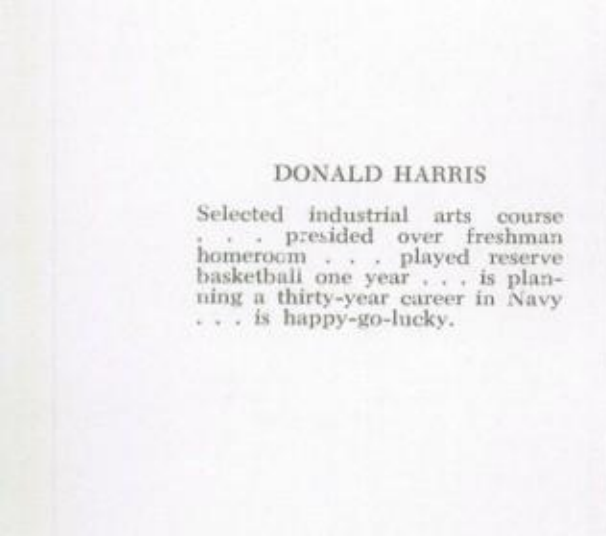 DONALD HARRIS
Selected industrial arts course
. . . presided over freshman
homeroom . . . played reserve
basketball one year . . . is plan-
ning a thirty-year career in Navy
. . . is happy-go-lucky.